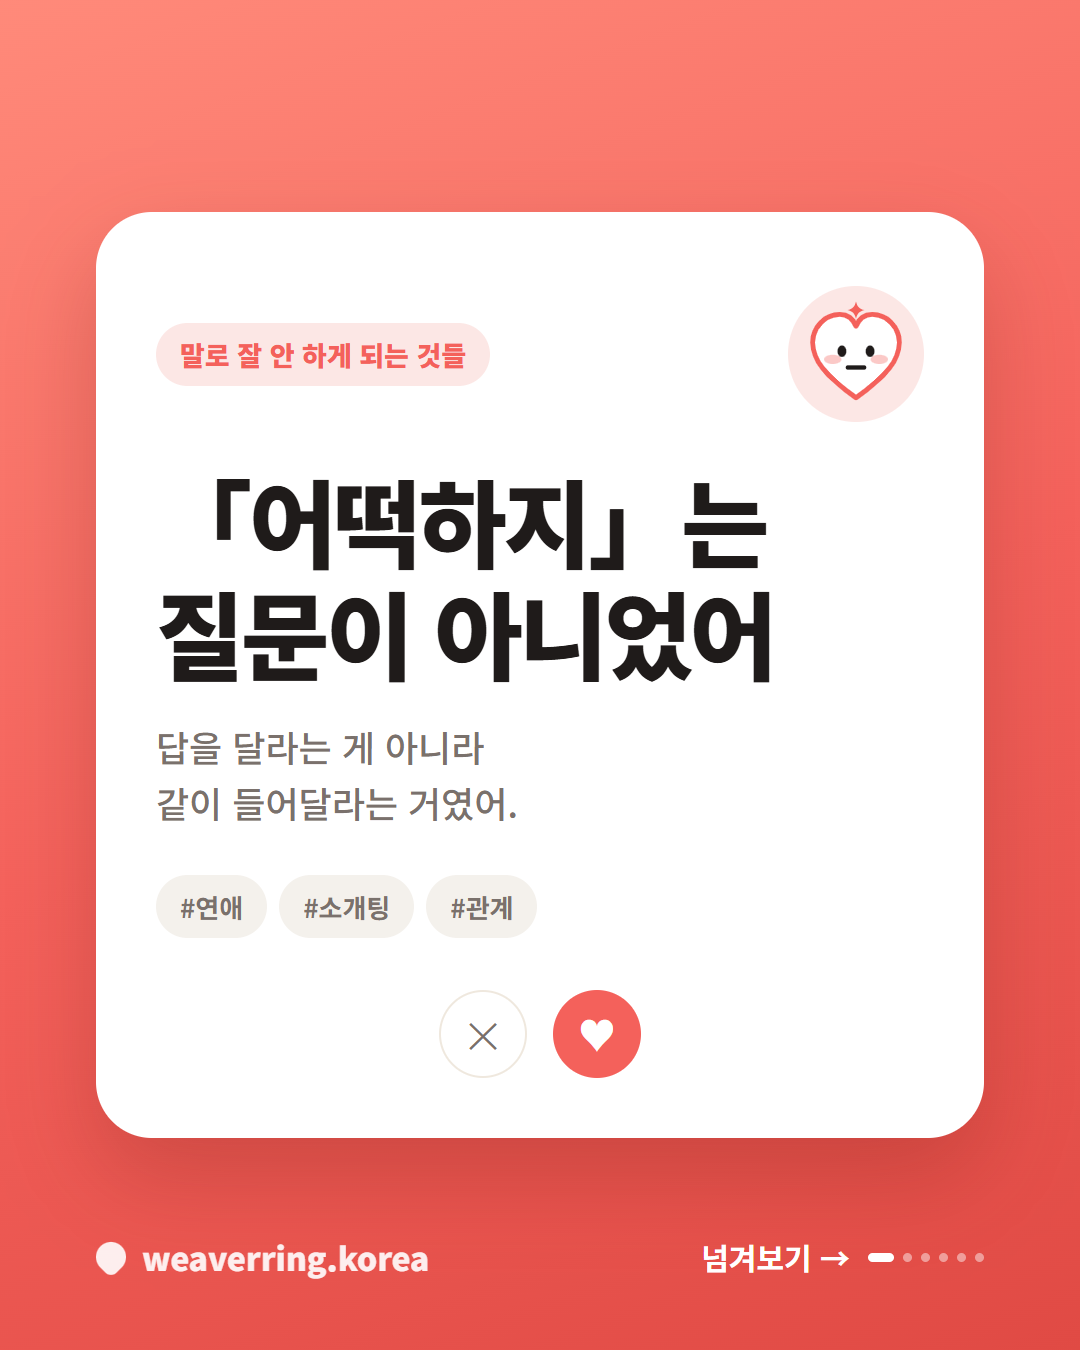 말로 잘 안 하게 되는 것들
「어떡하지」는
질문이 아니었어
답을 달라는 게 아니라
같이 들어달라는 거였어.
#연애 #소개팅 #관계
weaverring.korea
넘겨보기 →